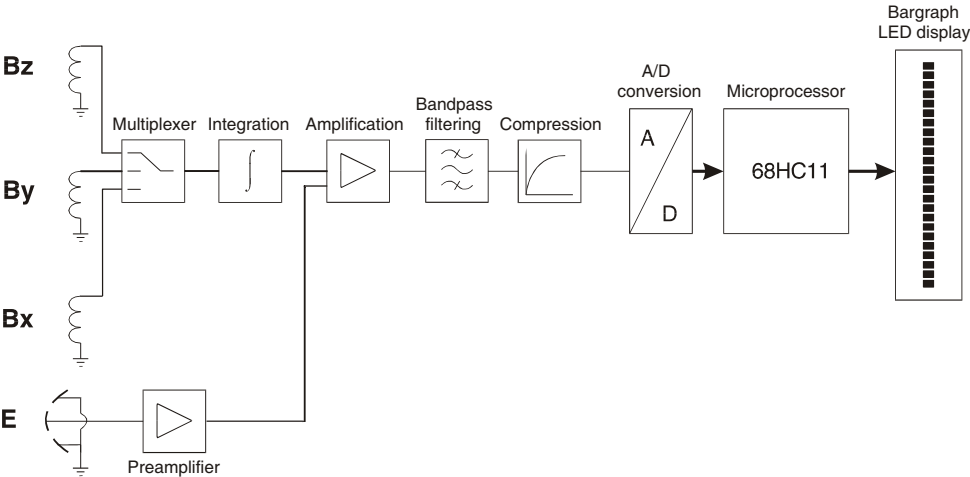 Bargraph
LED display
Bz
A/D
conversion
Microprocessor
Multiplexer
Integration
Amplification
Bandpass
filtering
Compression
A
D
68HC11
By
Bx
E
Preamplifier